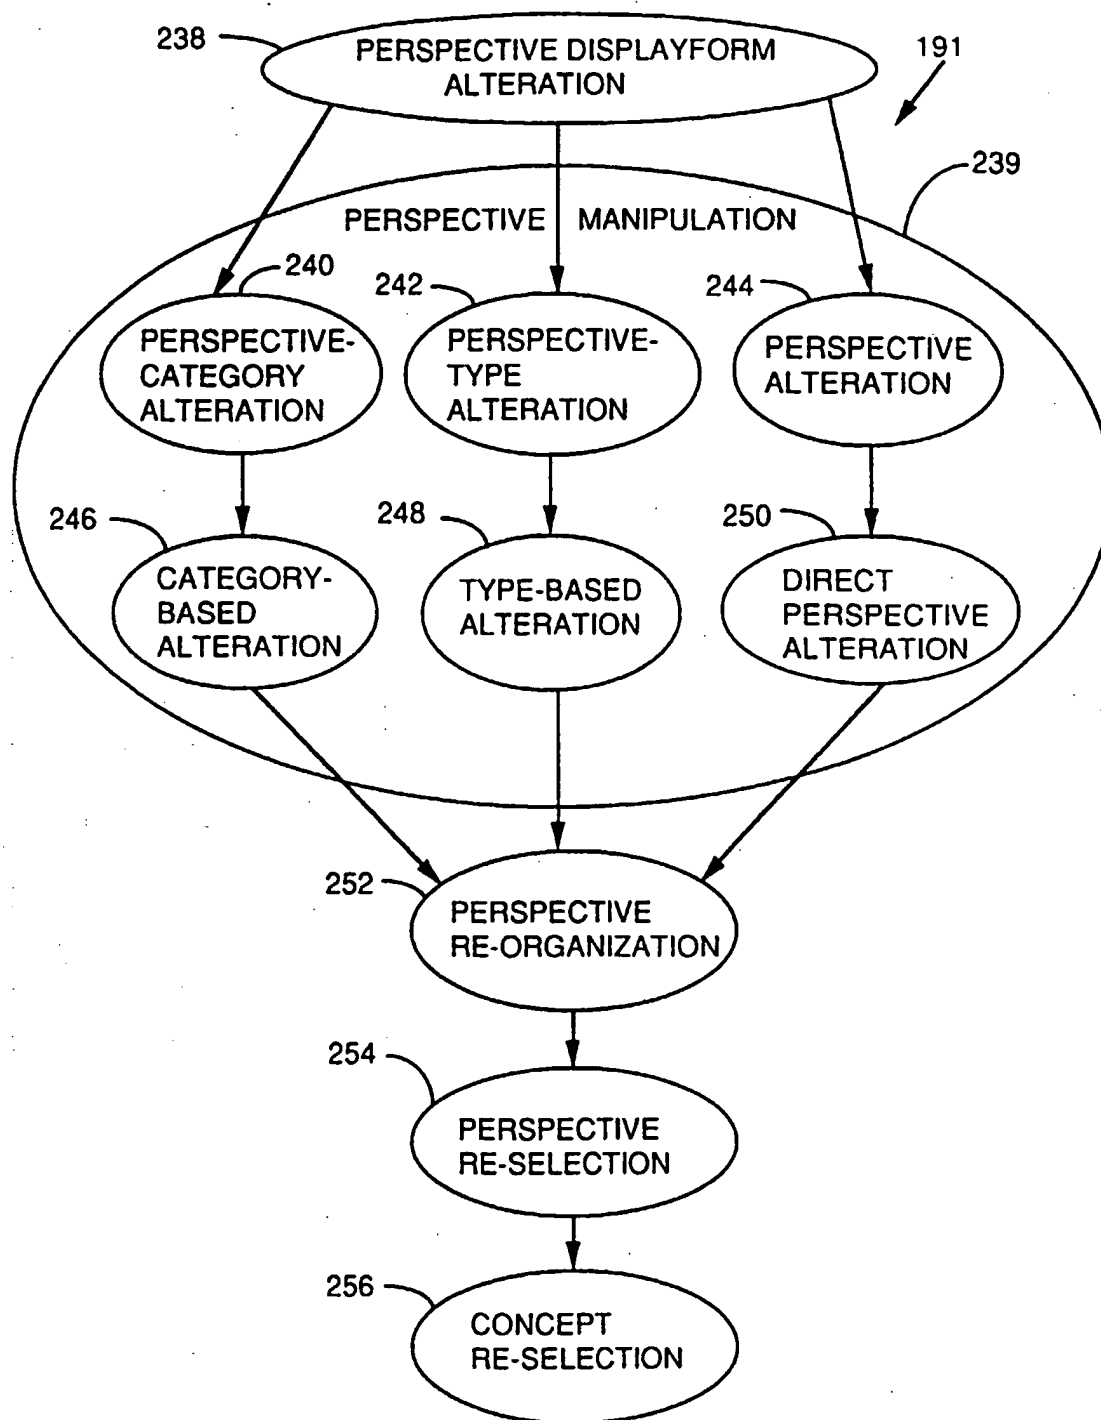 238
PERSPECTIVE DISPLAYFORM
ALTERATION
191
239
PERSPECTIVE MANIPULATION
240
242
244
PERSPECTIVE-
CATEGORY
ALTERATION
PERSPECTIVE-
TYPE
ALTERATION
PERSPECTIVE
ALTERATION
246
248
250
CATEGORY-
BASED
ALTERATION
TYPE-BASED
ALTERATION
DIRECT
PERSPECTIVE
ALTERATION
252
PERSPECTIVE
RE-ORGANIZATION
254
PERSPECTIVE
RE-SELECTION
256
CONCEPT
RE-SELECTION